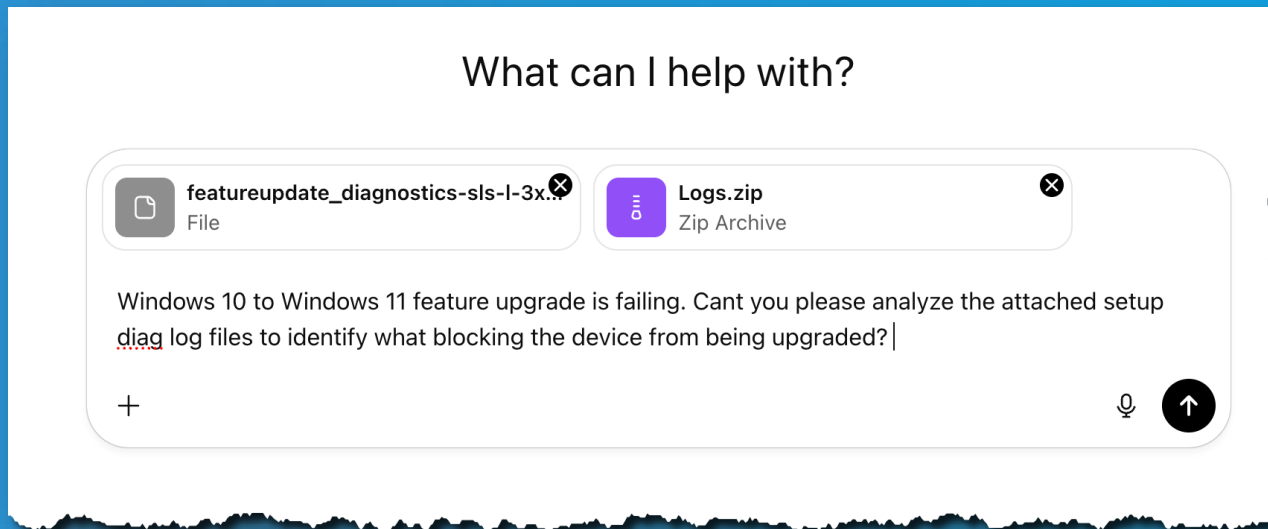 What can I help with?
featureupdate_diagnostics-sls-l-3x...
File
Logs.zip
Zip Archive
Windows 10 to Windows 11 feature upgrade is failing. Cant you please analyze the attached setup
diag log files to identify what blocking the device from being upgraded?